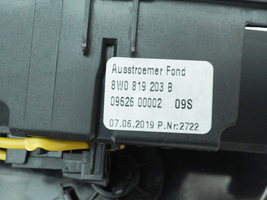 Ausstroemer Fond
8W0 819 203 B
09626 00002 09S
07.06.2019 P.Nr:2722